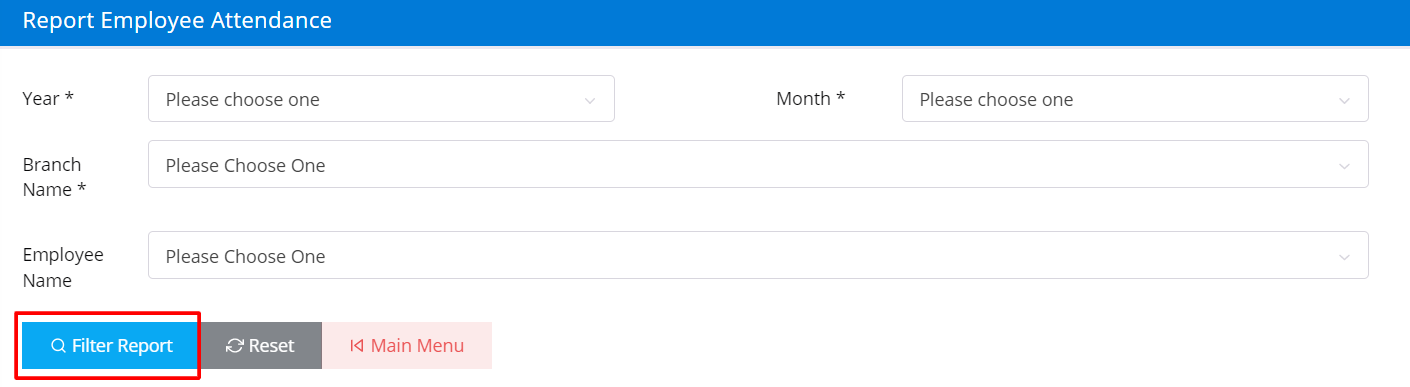 Report Employee Attendance
Year * Please choose one Month * Please choose one
Branch
Name *
Please Choose One
Employee
Name
Please Choose One
Filter Report Reset Main Menu